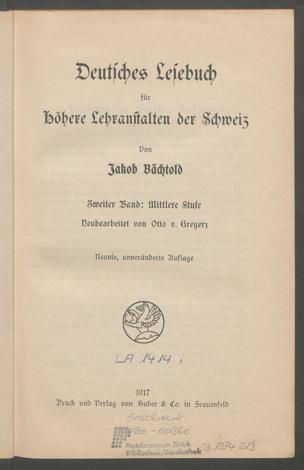 Deutsches Lesebuch
für
Höhere Lehranstalten der Schweiz
Von
Jakob Bächtold
Zweiter Band: Mittlere Stufe
Neubearbeitet von Otto v. Greyerz
Neunte, unveränderte Auflage
LA 1414 i
1917
Druck und Verlag von Huber & Co. in Frauenfeld
Geschenk
Pestalozzianum Zürich
Bibliothek/Mediothek